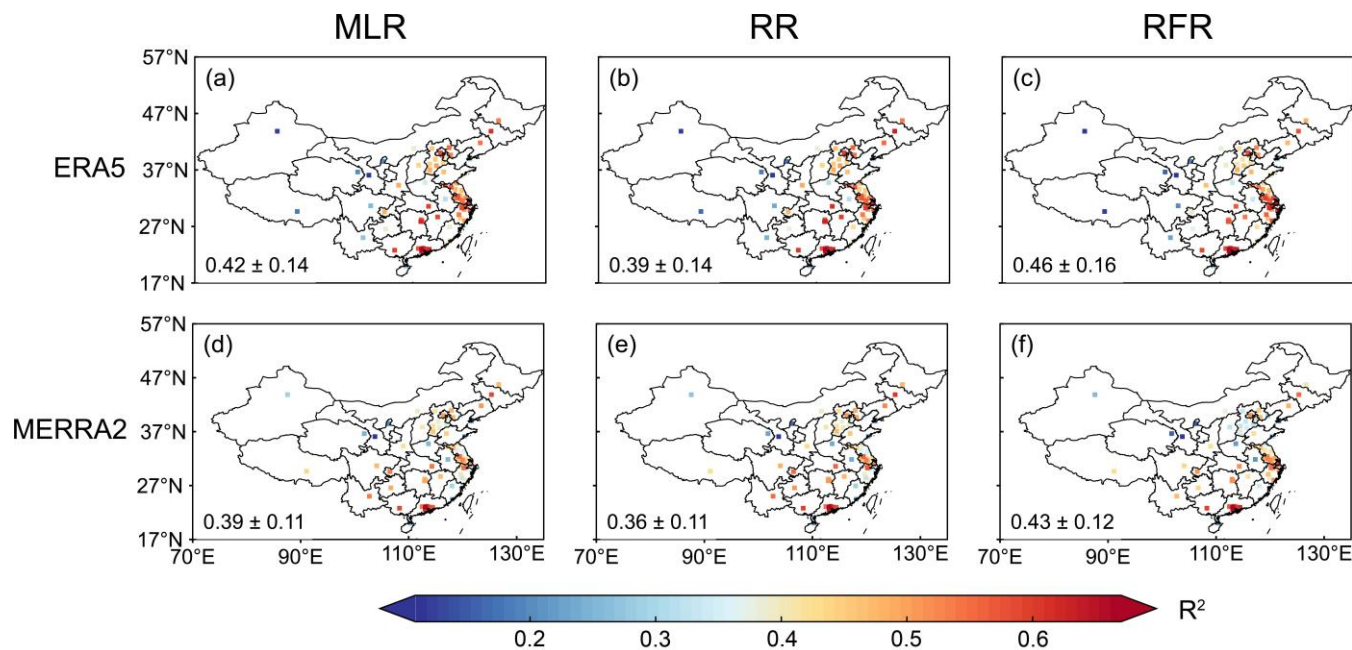 MLR RR RFR
ERA5
57°N
47°N
37°N
27°N
17°N
(a) (b) (c)
0.42 ± 0.14 0.39 ± 0.14 0.46 ± 0.16
MERRA2
57°N
47°N
37°N
27°N
17°N
(d) (e) (f)
0.39 ± 0.11 0.36 ± 0.11 0.43 ± 0.12
70°E 90°E 110°E 130°E 70°E 90°E 110°E 130°E 70°E 90°E 110°E 130°E
R²
0.2 0.3 0.4 0.5 0.6